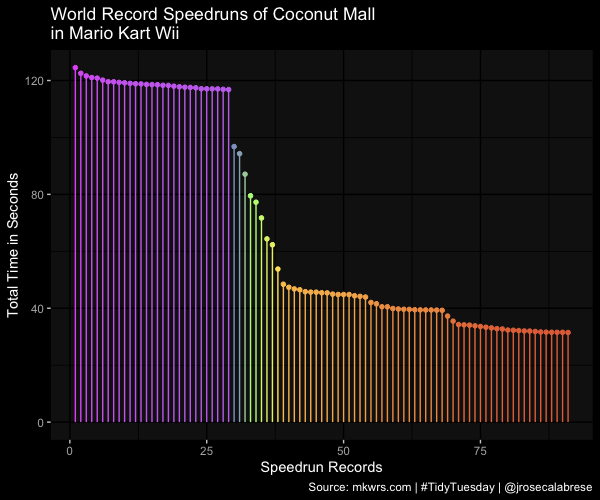 World Record Speedruns of Coconut Mall
in Mario Kart Wii
Total Time in Seconds
120
80
40
0
0
25
50
75
Speedrun Records
Source: mkwrs.com | #TidyTuesday | @jrosecalabrese